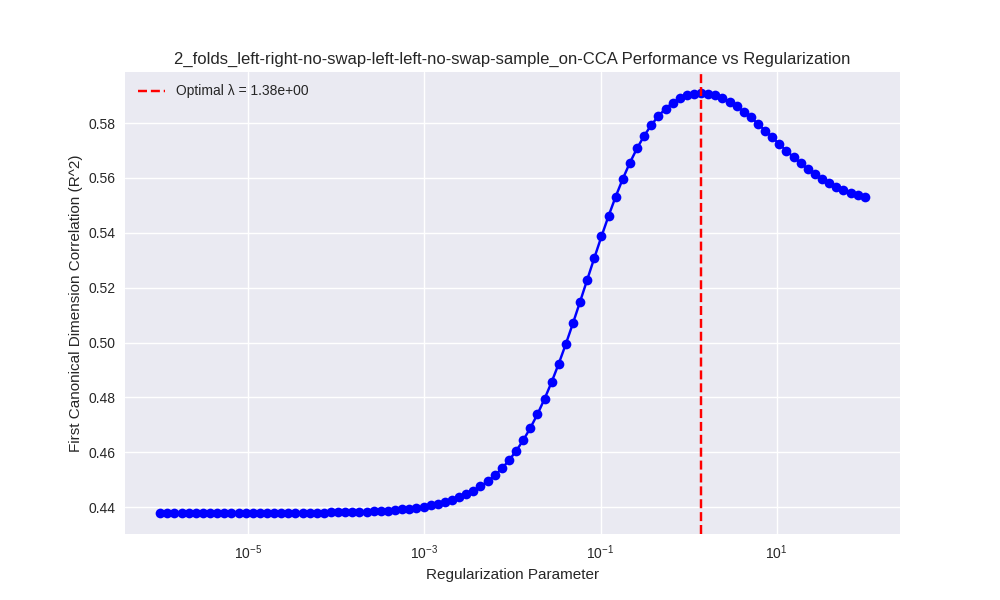 2_folds_left-right-no-swap-left-left-no-swap-sample_on-CCA Performance vs Regularization
Optimal λ = 1.38e+00
First Canonical Dimension Correlation (R^2)
0.58
0.56
0.54
0.52
0.50
0.48
0.46
0.44
10⁻⁵ 10⁻³ 10⁻¹ 10¹
Regularization Parameter